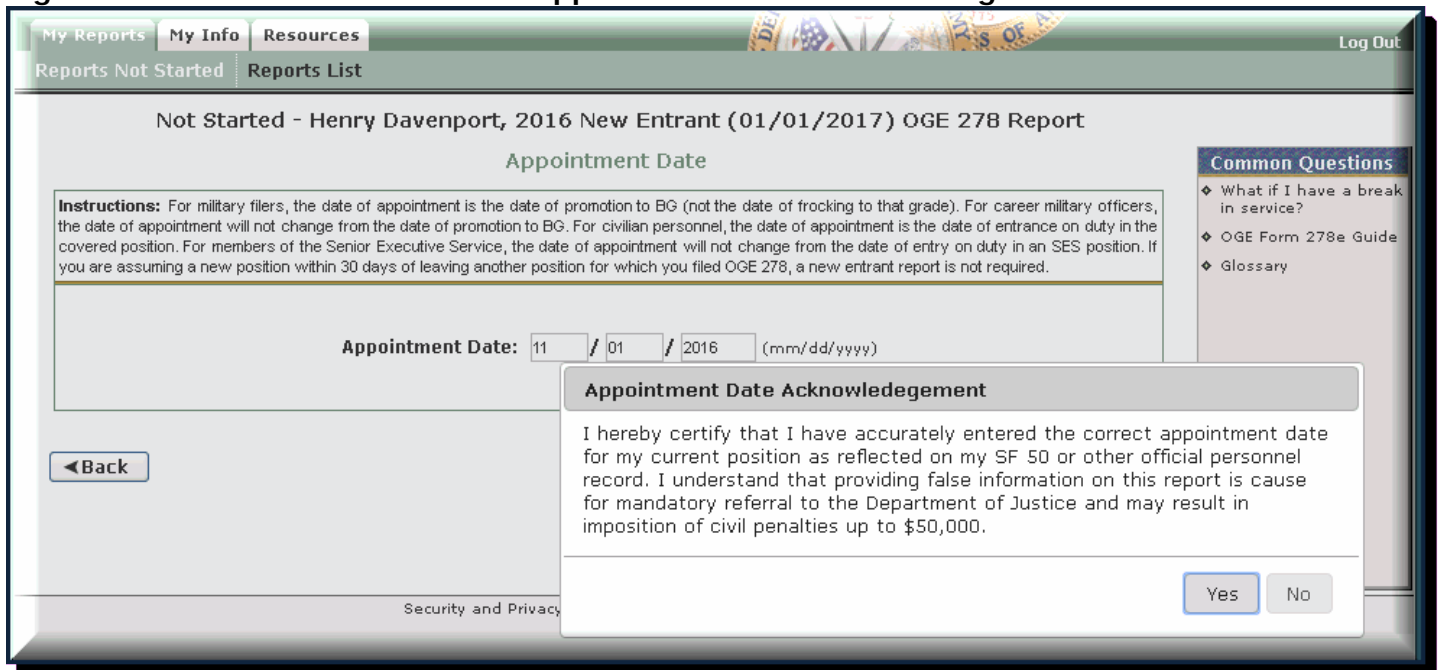 My Reports My Info Resources
Log Out
Reports Not Started Reports List
Not Started - Henry Davenport, 2016 New Entrant (01/01/2017) OGE 278 Report
Appointment Date
Instructions: For military filers, the date of appointment is the date of promotion to BG (not the date of frocking to that grade). For career military officers,
the date of appointment will not change from the date of promotion to BG. For civilian personnel, the date of appointment is the date of entrance on duty in the
covered position. For members of the Senior Executive Service, the date of appointment will not change from the date of entry on duty in an SES position. If
you are assuming a new position within 30 days of leaving another position for which you filed OGE 278, a new entrant report is not required.
Common Questions
What if I have a break
in service?
OGE Form 278e Guide
Glossary
Appointment Date: 11 / 01 / 2016 (mm/dd/yyyy)
◄Back
Appointment Date Acknowledegement
I hereby certify that I have accurately entered the correct appointment date
for my current position as reflected on my SF 50 or other official personnel
record. I understand that providing false information on this report is cause
for mandatory referral to the Department of Justice and may result in
imposition of civil penalties up to $50,000.
Yes No
Security and Privacy